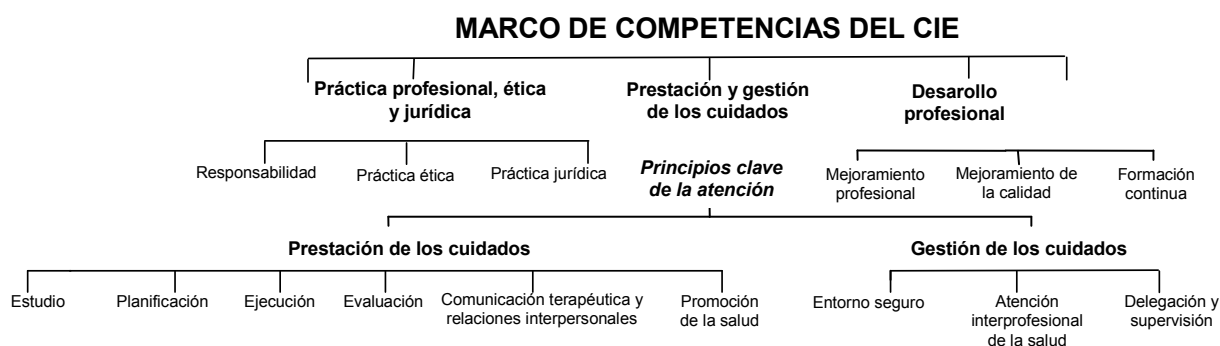 MARCO DE COMPETENCIAS DEL CIE
Práctica profesional, ética
y jurídica
Prestación y gestión
de los cuidados
Desarollo
profesional
Responsabilidad
Práctica ética
Práctica jurídica
Principios clave
de la atención
Mejoramiento
profesional
Mejoramiento de
la calidad
Formación
continua
Prestación de los cuidados
Gestión de los cuidados
Estudio
Planificación
Ejecución
Evaluación
Comunicación terapéutica y
relaciones interpersonales
Promoción
de la salud
Entorno seguro
Atención
interprofesional
de la salud
Delegación y
supervisión